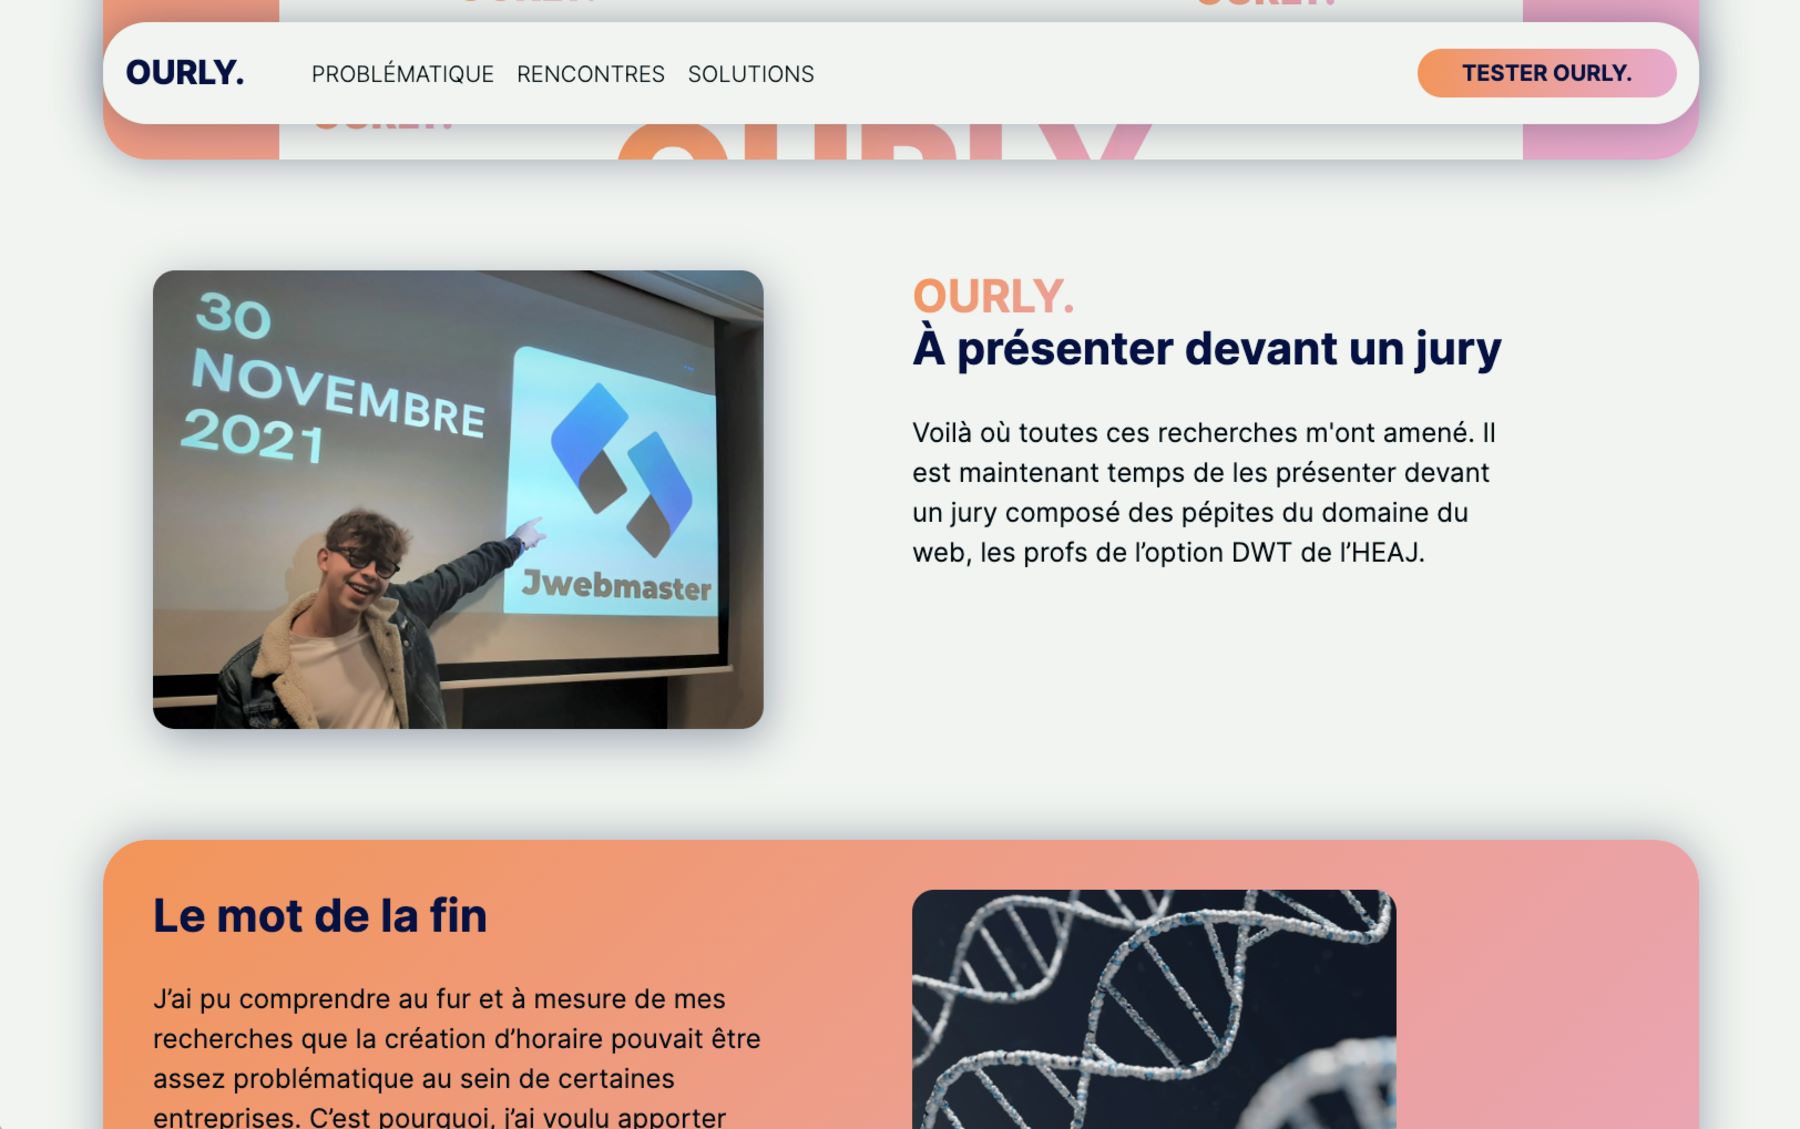 OURLY.
PROBLÉMATIQUE RENCONTRES SOLUTIONS
TESTER OURLY.
OURLY
30
NOVEMBRE
2021
Jwebmaster
OURLY.
À présenter devant un jury
Voilà où toutes ces recherches m'ont amené. Il
est maintenant temps de les présenter devant
un jury composé des pépites du domaine du
web, les profs de l’option DWT de l’HEAJ.
Le mot de la fin
J’ai pu comprendre au fur et à mesure de mes
recherches que la création d’horaire pouvait être
assez problématique au sein de certaines
entreprises. C’est pourquoi, j’ai voulu apporter